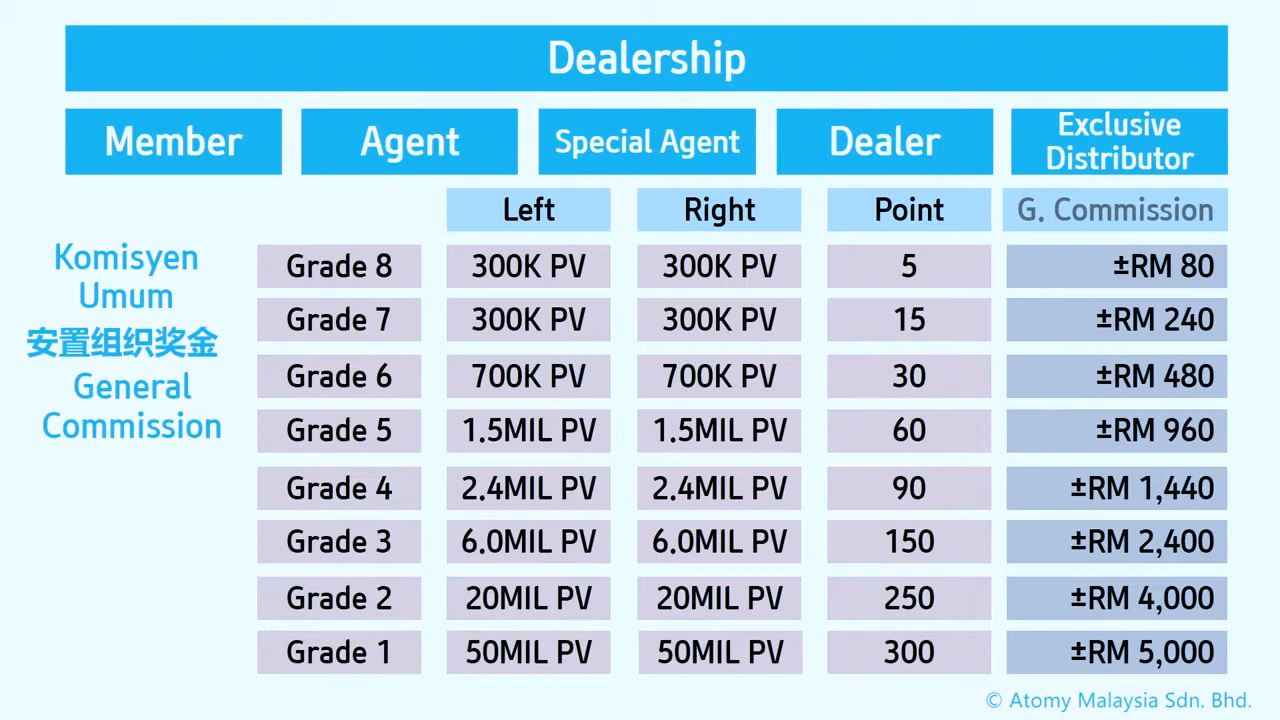 Dealership
Member Agent Special Agent Dealer Exclusive
Distributor
Left Right Point G. Commission
Komisyen
Umum
安置组织奖金
General
Commission
Grade 8 300K PV 300K PV 5 ±RM 80
Grade 7 300K PV 300K PV 15 ±RM 240
Grade 6 700K PV 700K PV 30 ±RM 480
Grade 5 1.5MIL PV 1.5MIL PV 60 ±RM 960
Grade 4 2.4MIL PV 2.4MIL PV 90 ±RM 1,440
Grade 3 6.0MIL PV 6.0MIL PV 150 ±RM 2,400
Grade 2 20MIL PV 20MIL PV 250 ±RM 4,000
Grade 1 50MIL PV 50MIL PV 300 ±RM 5,000
© Atomy Malaysia Sdn. Bhd.